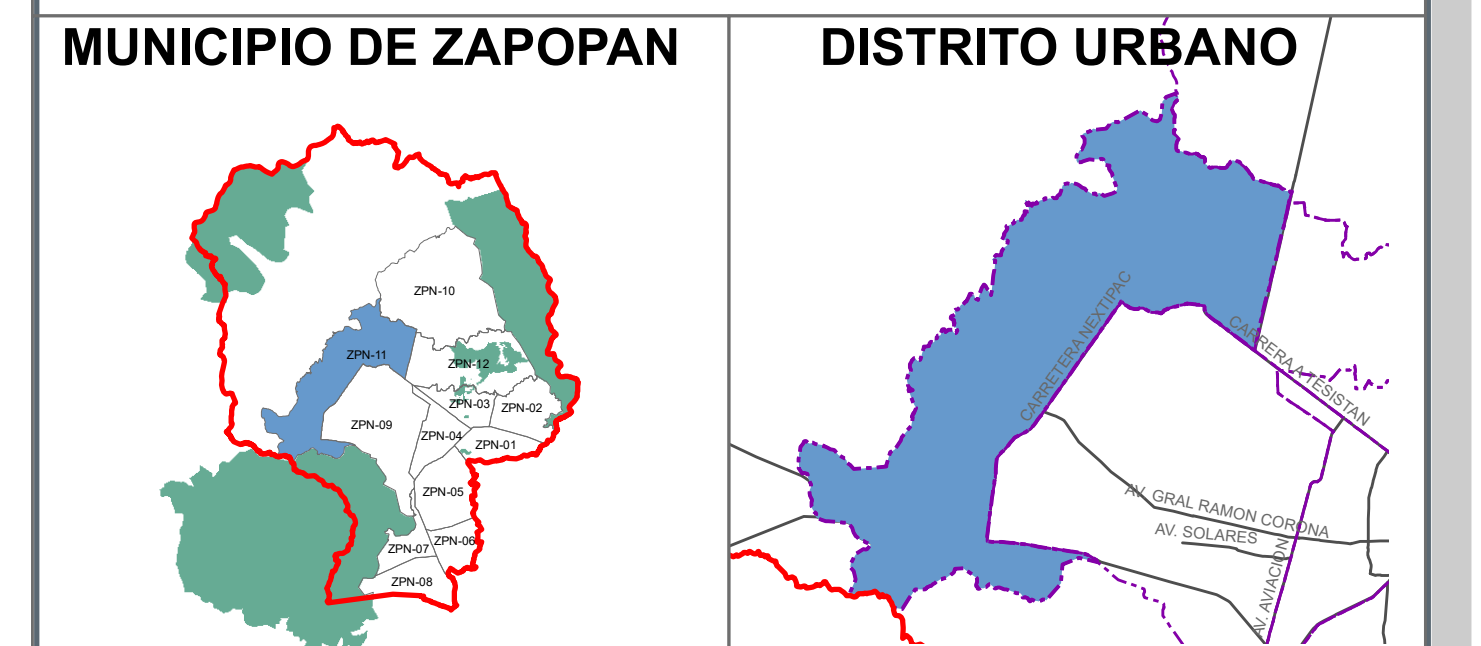 MUNICIPIO DE ZAPOPAN
ZPN-10
ZPN-11
ZPN-12
ZPN-03
ZPN-02
ZPN-09
ZPN-04
ZPN-01
ZPN-05
ZPN-06
ZPN-07
ZPN-08
DISTRITO URBANO
CARRETERA NEXTIPAC
CARRERA A TESISTAN
AV. GRAL RAMON CORONA
AV. SOLARES
AV. AVIACION